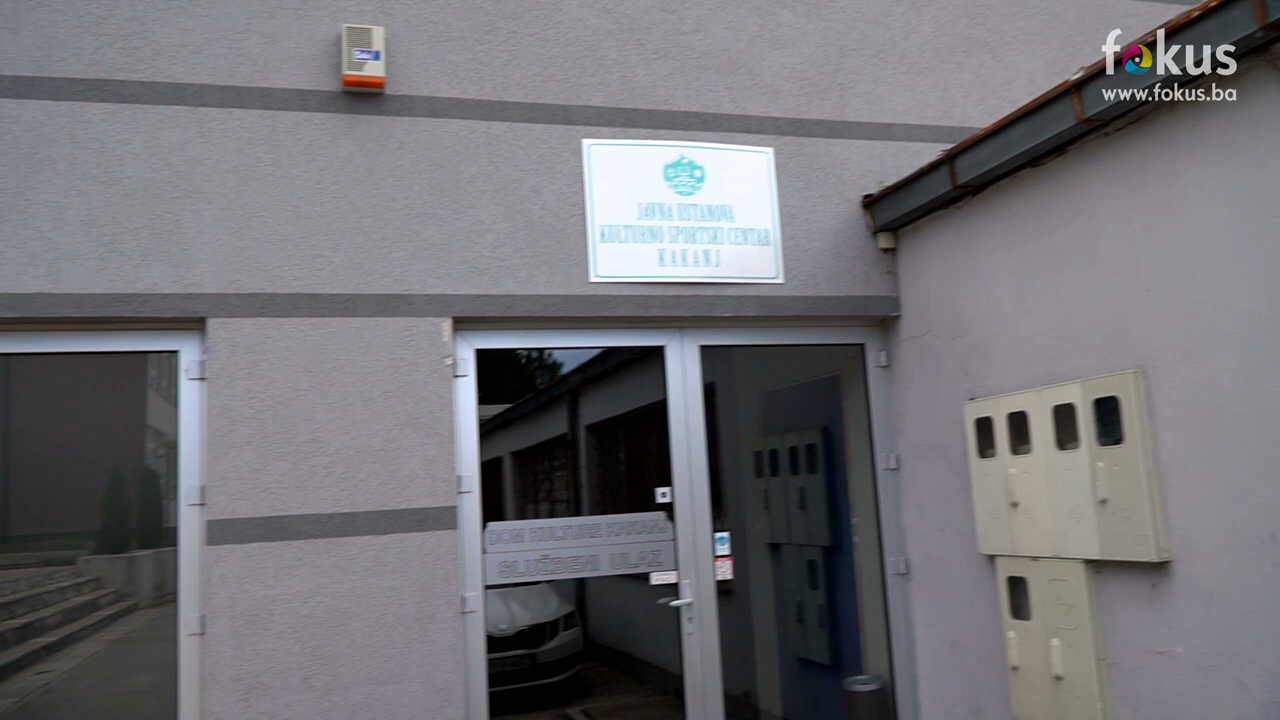 fokus
www.fokus.ba
JAVNA USTANOVA
KULTURNO SPORTSKI CENTAR
KAKANJ
DOM KULTURE KAKANJ
SLUŽBENI ULAZ